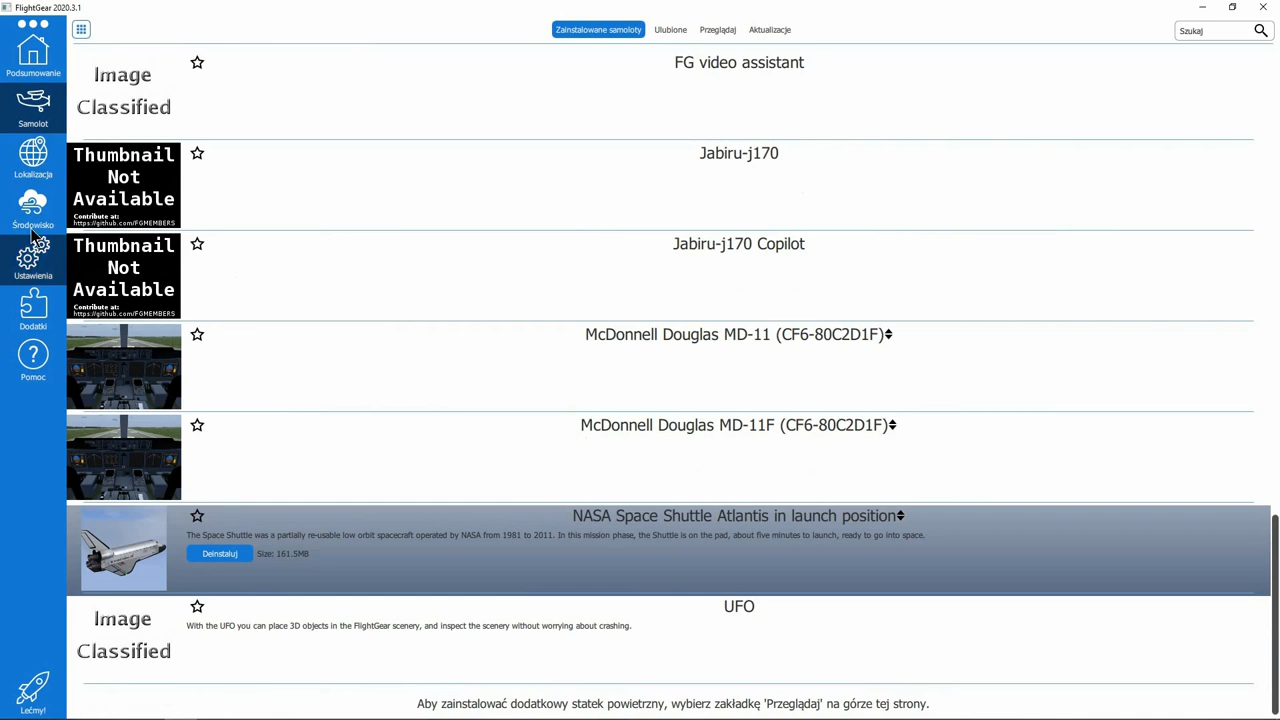 FlightGear 2020.3.1
Zainstalowane samoloty
Ulubione
Przeglądaj
Aktualizacje
Szukaj
Podsumowanie
Samolot
Lokalizacja
Środowisko
Ustawienia
Dodatki
?
Pomoc
Lećmy!
Image
Classified
FG video assistant
Thumbnail
Not
Available
Contribute at:
https://github.com/FGMEMBERS
Jabiru-j170
Thumbnail
Not
Available
Contribute at:
https://github.com/FGMEMBERS
Jabiru-j170 Copilot
McDonnell Douglas MD-11 (CF6-80C2D1F)
McDonnell Douglas MD-11F (CF6-80C2D1F)
NASA Space Shuttle Atlantis in launch position
The Space Shuttle was a partially re-usable low orbit spacecraft operated by NASA from 1981 to 2011. In this mission phase, the Shuttle is on the pad, about five minutes to launch, ready to go into space.
Deinstaluj
Size: 161.5MB
Image
Classified
UFO
With the UFO you can place 3D objects in the FlightGear scenery, and inspect the scenery without worrying about crashing.
Aby zainstalować dodatkowy statek powietrzny, wybierz zakładkę 'Przeglądaj' na górze tej strony.